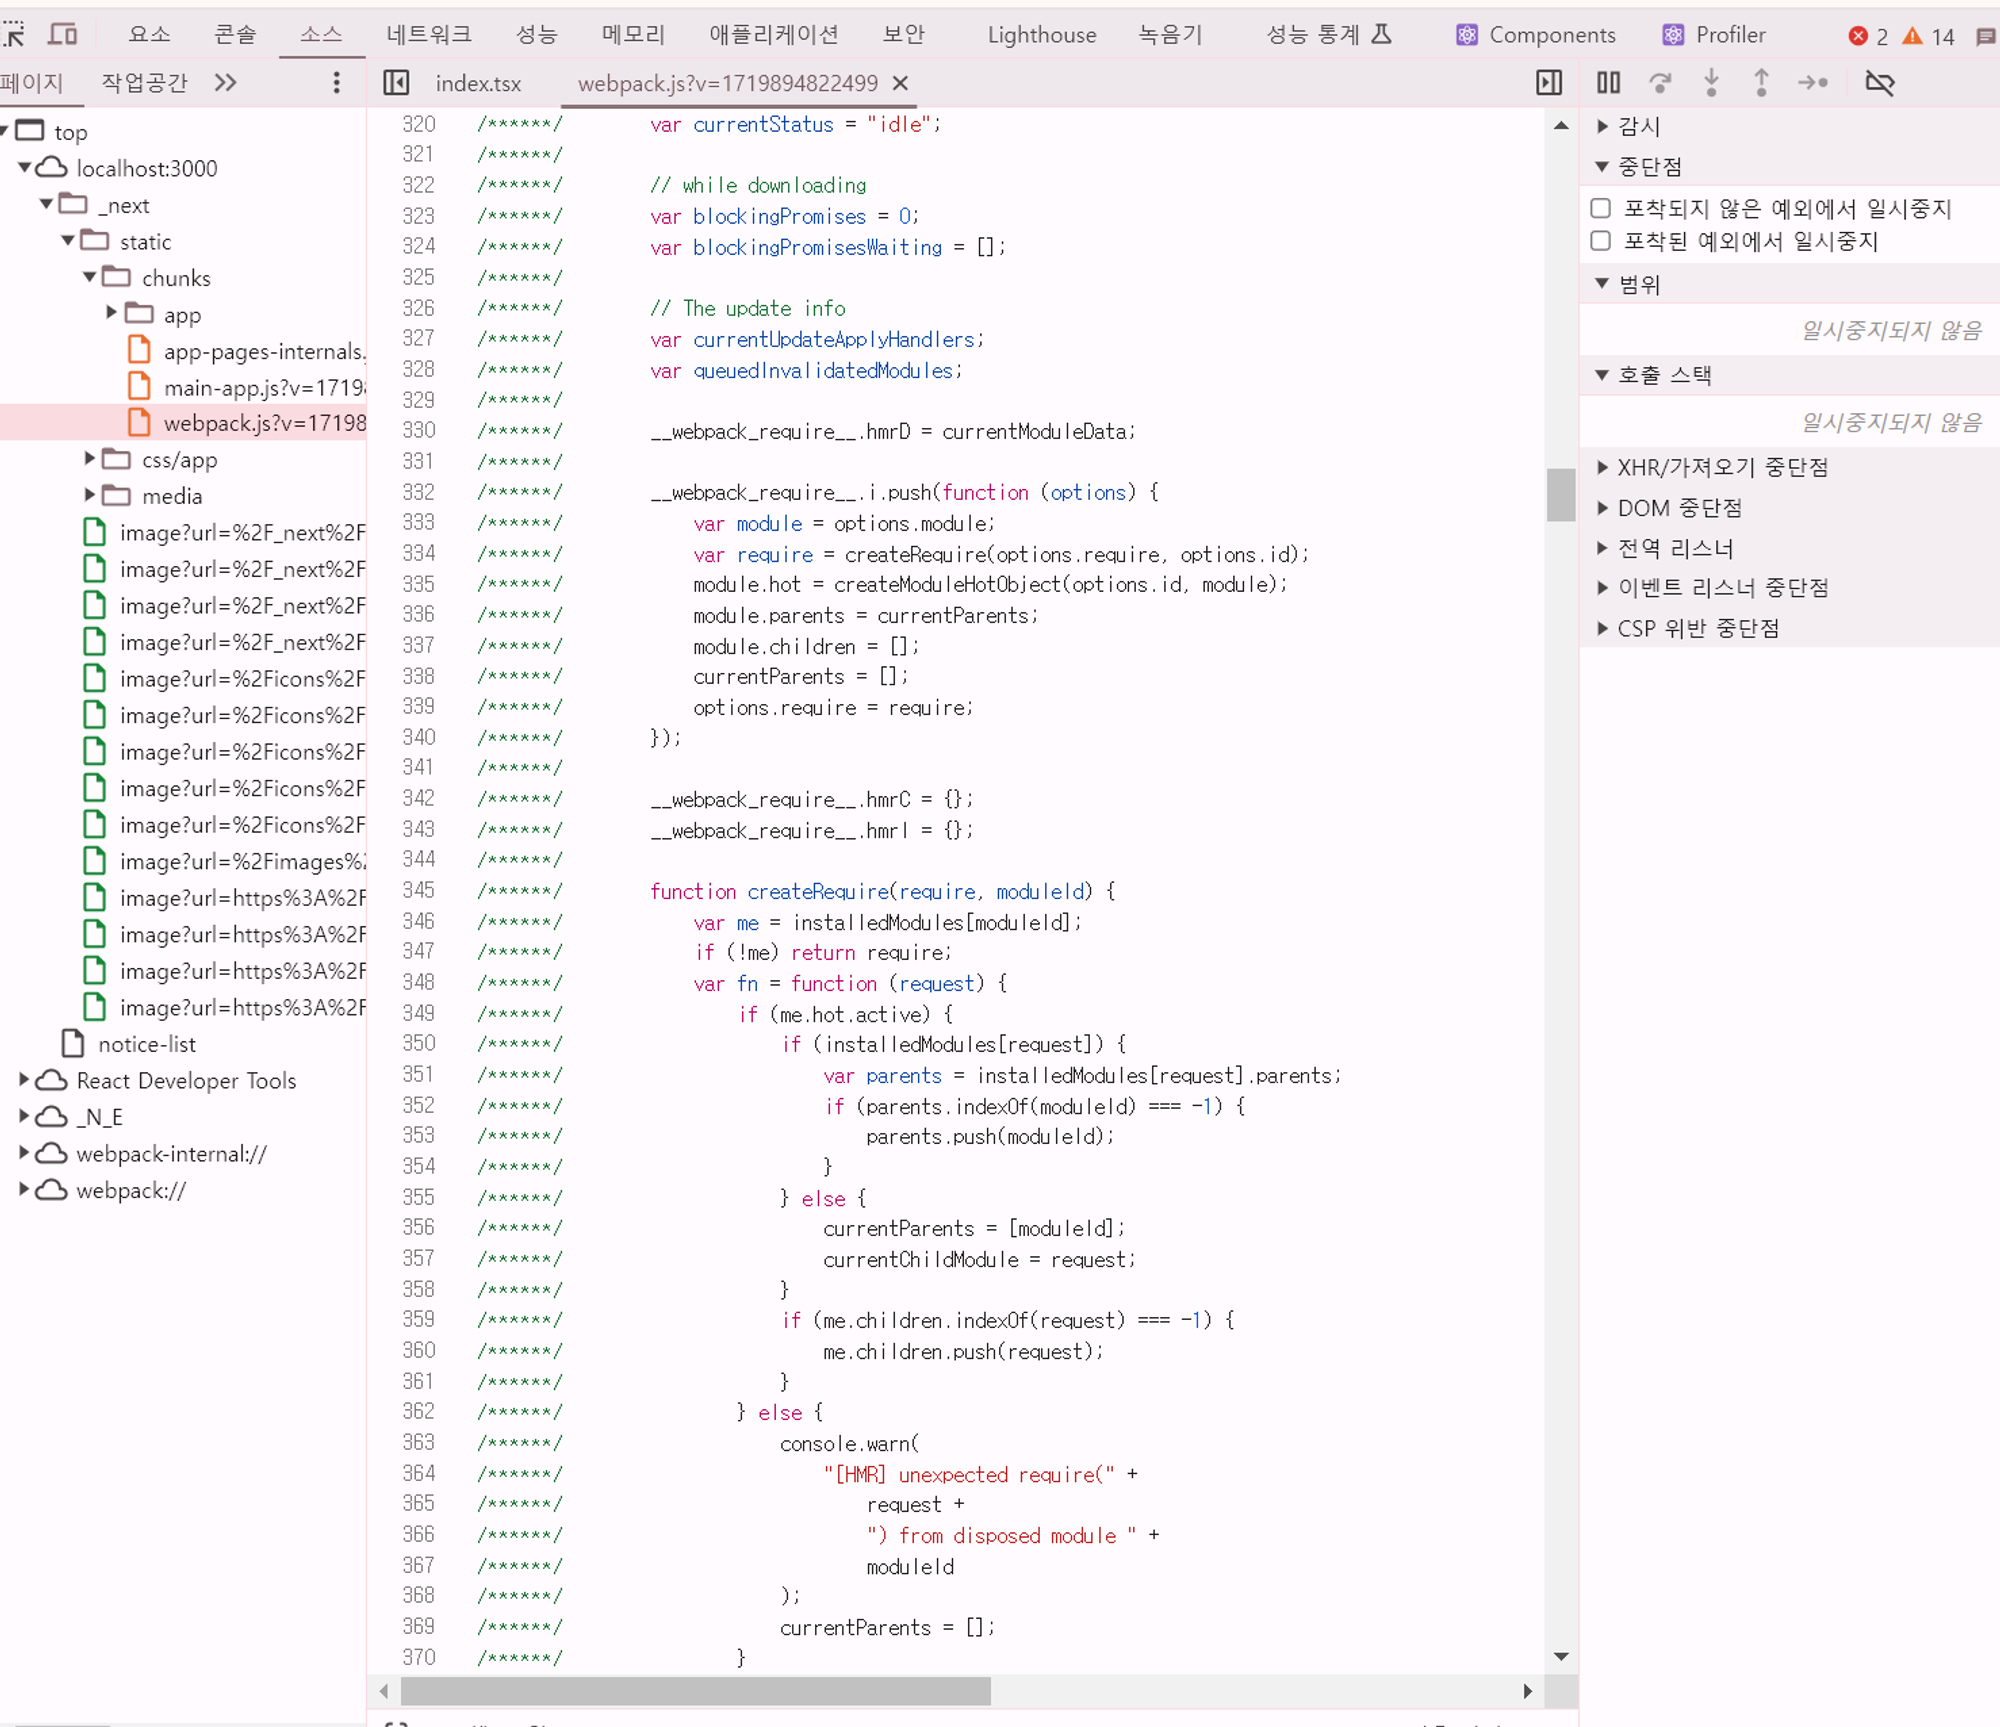 요소 콘솔 소스 네트워크 성능 메모리 애플리케이션 보안 Lighthouse 녹음기 성능 통계 Components Profiler 2 14
페이지 작업공간 index.tsx webpack.js?v=1719894822499
top
localhost:3000
_next
static
chunks
app
app-pages-internals.
main-app.js?v=1719
webpack.js?v=17198
css/app
media
image?url=%2F_next%2F
image?url=%2F_next%2F
image?url=%2F_next%2F
image?url=%2F_next%2F
image?url=%2Ficons%2F
image?url=%2Ficons%2F
image?url=%2Ficons%2F
image?url=%2Ficons%2F
image?url=%2Ficons%2F
image?url=%2Fimages%2
image?url=https%3A%2F
image?url=https%3A%2F
image?url=https%3A%2F
image?url=https%3A%2F
notice-list
React Developer Tools
_N_E
webpack-internal://
webpack://
320 /******/ var currentStatus = "idle";
321 /******/
322 /******/ // while downloading
323 /******/ var blockingPromises = 0;
324 /******/ var blockingPromisesWaiting = [];
325 /******/
326 /******/ // The update info
327 /******/ var currentUpdateApplyHandlers;
328 /******/ var queuedInvalidatedModules;
329 /******/
330 /******/ __webpack_require__.hmrD = currentModuleData;
331 /******/
332 /******/ __webpack_require__.i.push(function (options) {
333 /******/ var module = options.module;
334 /******/ var require = createRequire(options.require, options.id);
335 /******/ module.hot = createModuleHotObject(options.id, module);
336 /******/ module.parents = currentParents;
337 /******/ module.children = [];
338 /******/ currentParents = [];
339 /******/ options.require = require;
340 /******/ });
341 /******/
342 /******/ __webpack_require__.hmrC = {};
343 /******/ __webpack_require__.hmrI = {};
344 /******/
345 /******/ function createRequire(require, moduleId) {
346 /******/ var me = installedModules[moduleId];
347 /******/ if (!me) return require;
348 /******/ var fn = function (request) {
349 /******/ if (me.hot.active) {
350 /******/ if (installedModules[request]) {
351 /******/ var parents = installedModules[request].parents;
352 /******/ if (parents.indexOf(moduleId) === -1) {
353 /******/ parents.push(moduleId);
354 /******/ }
355 /******/ } else {
356 /******/ currentParents = [moduleId];
357 /******/ currentChildModule = request;
358 /******/ }
359 /******/ if (me.children.indexOf(request) === -1) {
360 /******/ me.children.push(request);
361 /******/ }
362 /******/ } else {
363 /******/ console.warn(
364 /******/ "[HMR] unexpected require(" +
365 /******/ request +
366 /******/ ") from disposed module " +
367 /******/ moduleId
368 /******/ );
369 /******/ currentParents = [];
370 /******/ }
감시
중단점
포착되지 않은 예외에서 일시중지
포착된 예외에서 일시중지
범위
일시중지되지 않음
호출 스택
일시중지되지 않음
XHR/가져오기 중단점
DOM 중단점
전역 리스너
이벤트 리스너 중단점
CSP 위반 중단점